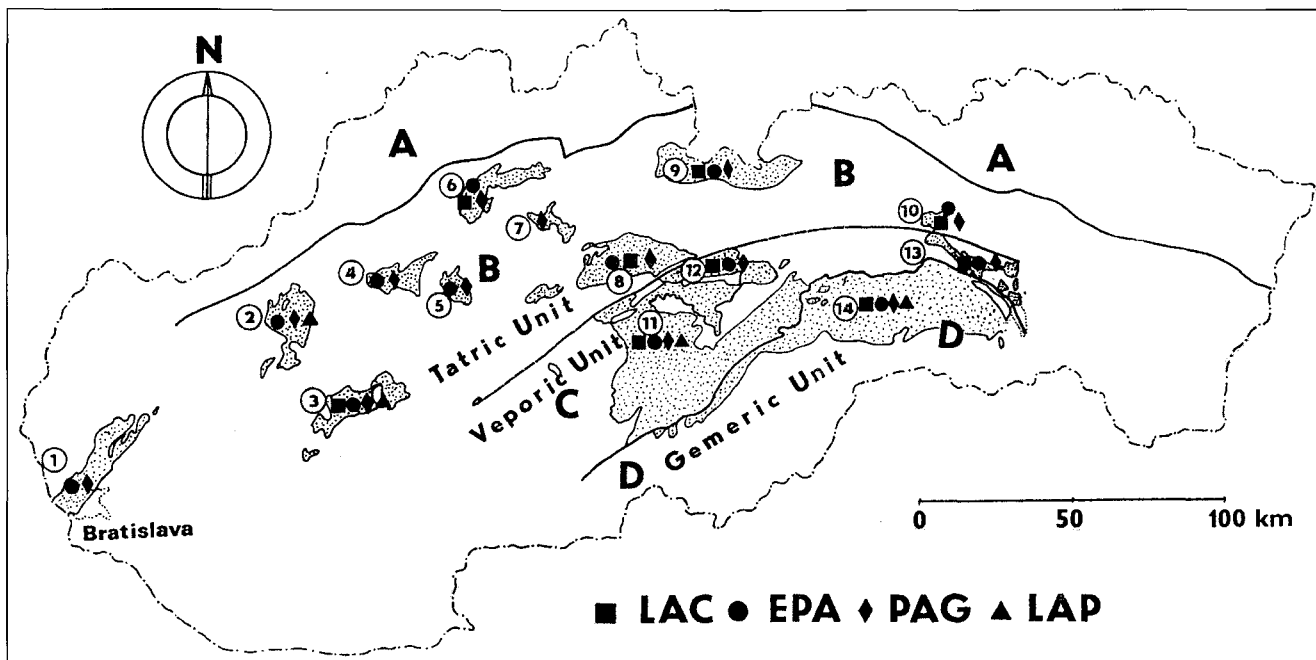 N
A
A
B
9
6
10
7
13
4
B
8
12
5
2
14
11
D
Tatric Unit
Veporic Unit
C
3
Gemeric Unit
D
1
Bratislava
0 50 100 km
■ LAC ● EPA ♦ PAG ▲ LAP